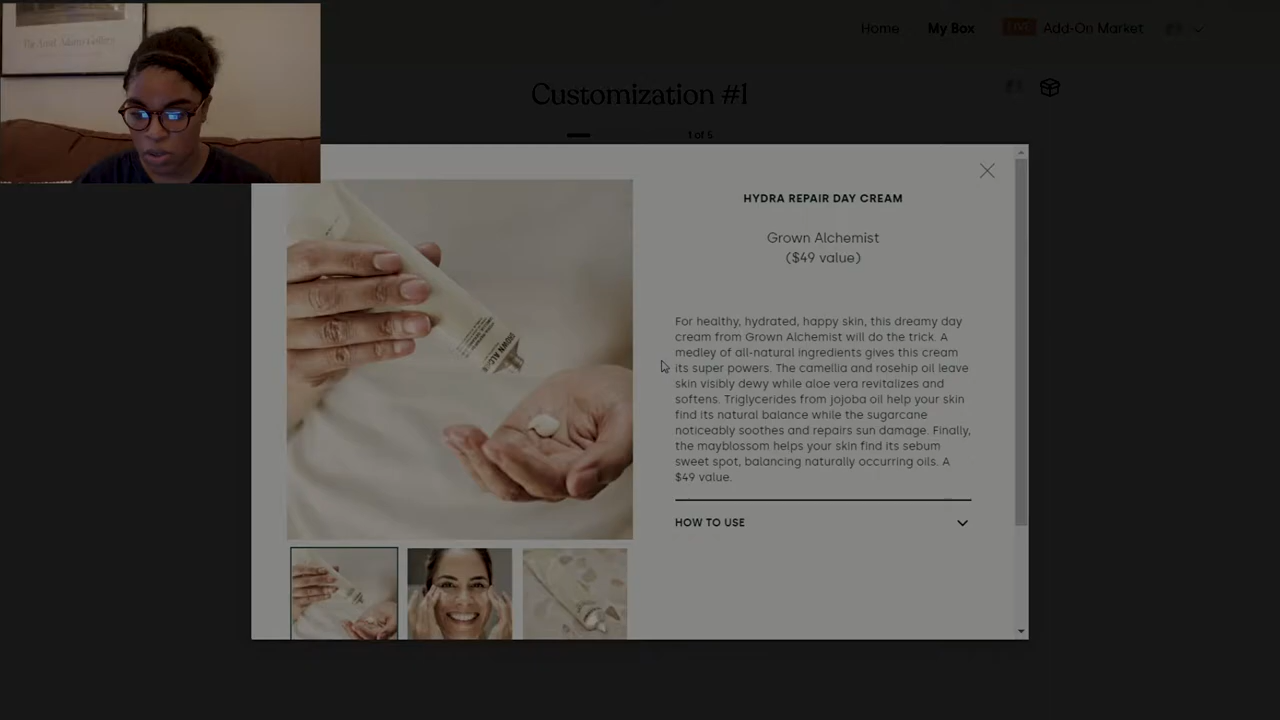 Home
My Box
LIVE
Add-On Market
Customization #1
1 of 5
HYDRA REPAIR DAY CREAM
Grown Alchemist
($49 value)
For healthy, hydrated, happy skin, this dreamy day
cream from Grown Alchemist will do the trick. A
medley of all-natural ingredients gives this cream
its super powers. The camellia and rosehip oil leave
skin visibly dewy while aloe vera revitalizes and
softens. Triglycerides from jojoba oil help your skin
find its natural balance while the sugarcane
noticeably soothes and repairs sun damage. Finally,
the mayblossom helps your skin find its sebum
sweet spot, balancing naturally occurring oils. A
$49 value.
HOW TO USE